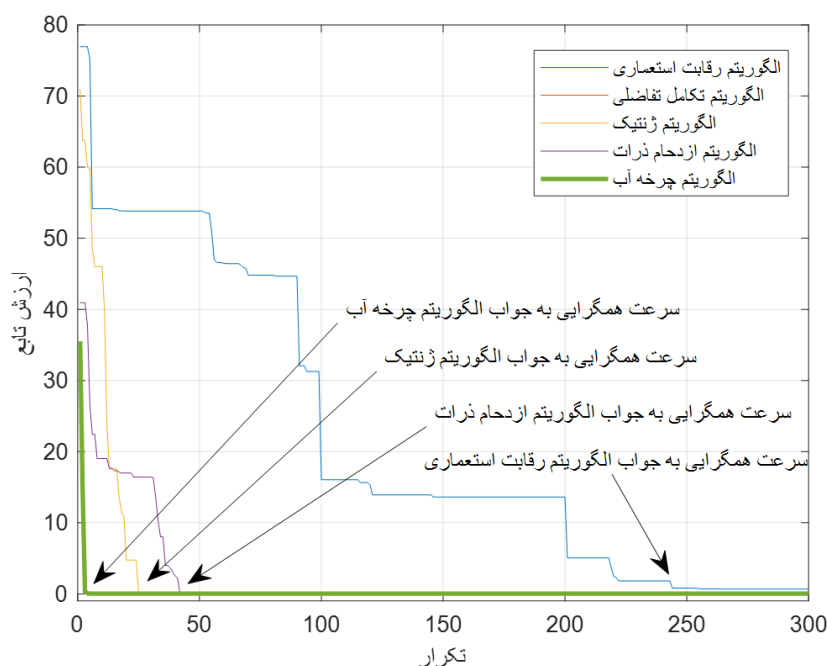 80
70
60
50
40
30
20
10
0
ارزش تابع
الگوریتم رقابت استعماری
الگوریتم تکامل تفاضلی
الگوریتم ژنتیک
الگوریتم ازدحام ذرات
الگوریتم چرخه آب
سرعت همگرایی به جواب الگوریتم چرخه آب
سرعت همگرایی به جواب الگوریتم ژنتیک
سرعت همگرایی به جواب الگوریتم ازدحام ذرات
سرعت همگرایی به جواب الگوریتم رقابت استعماری
0 50 100 150 200 250 300
تکرار